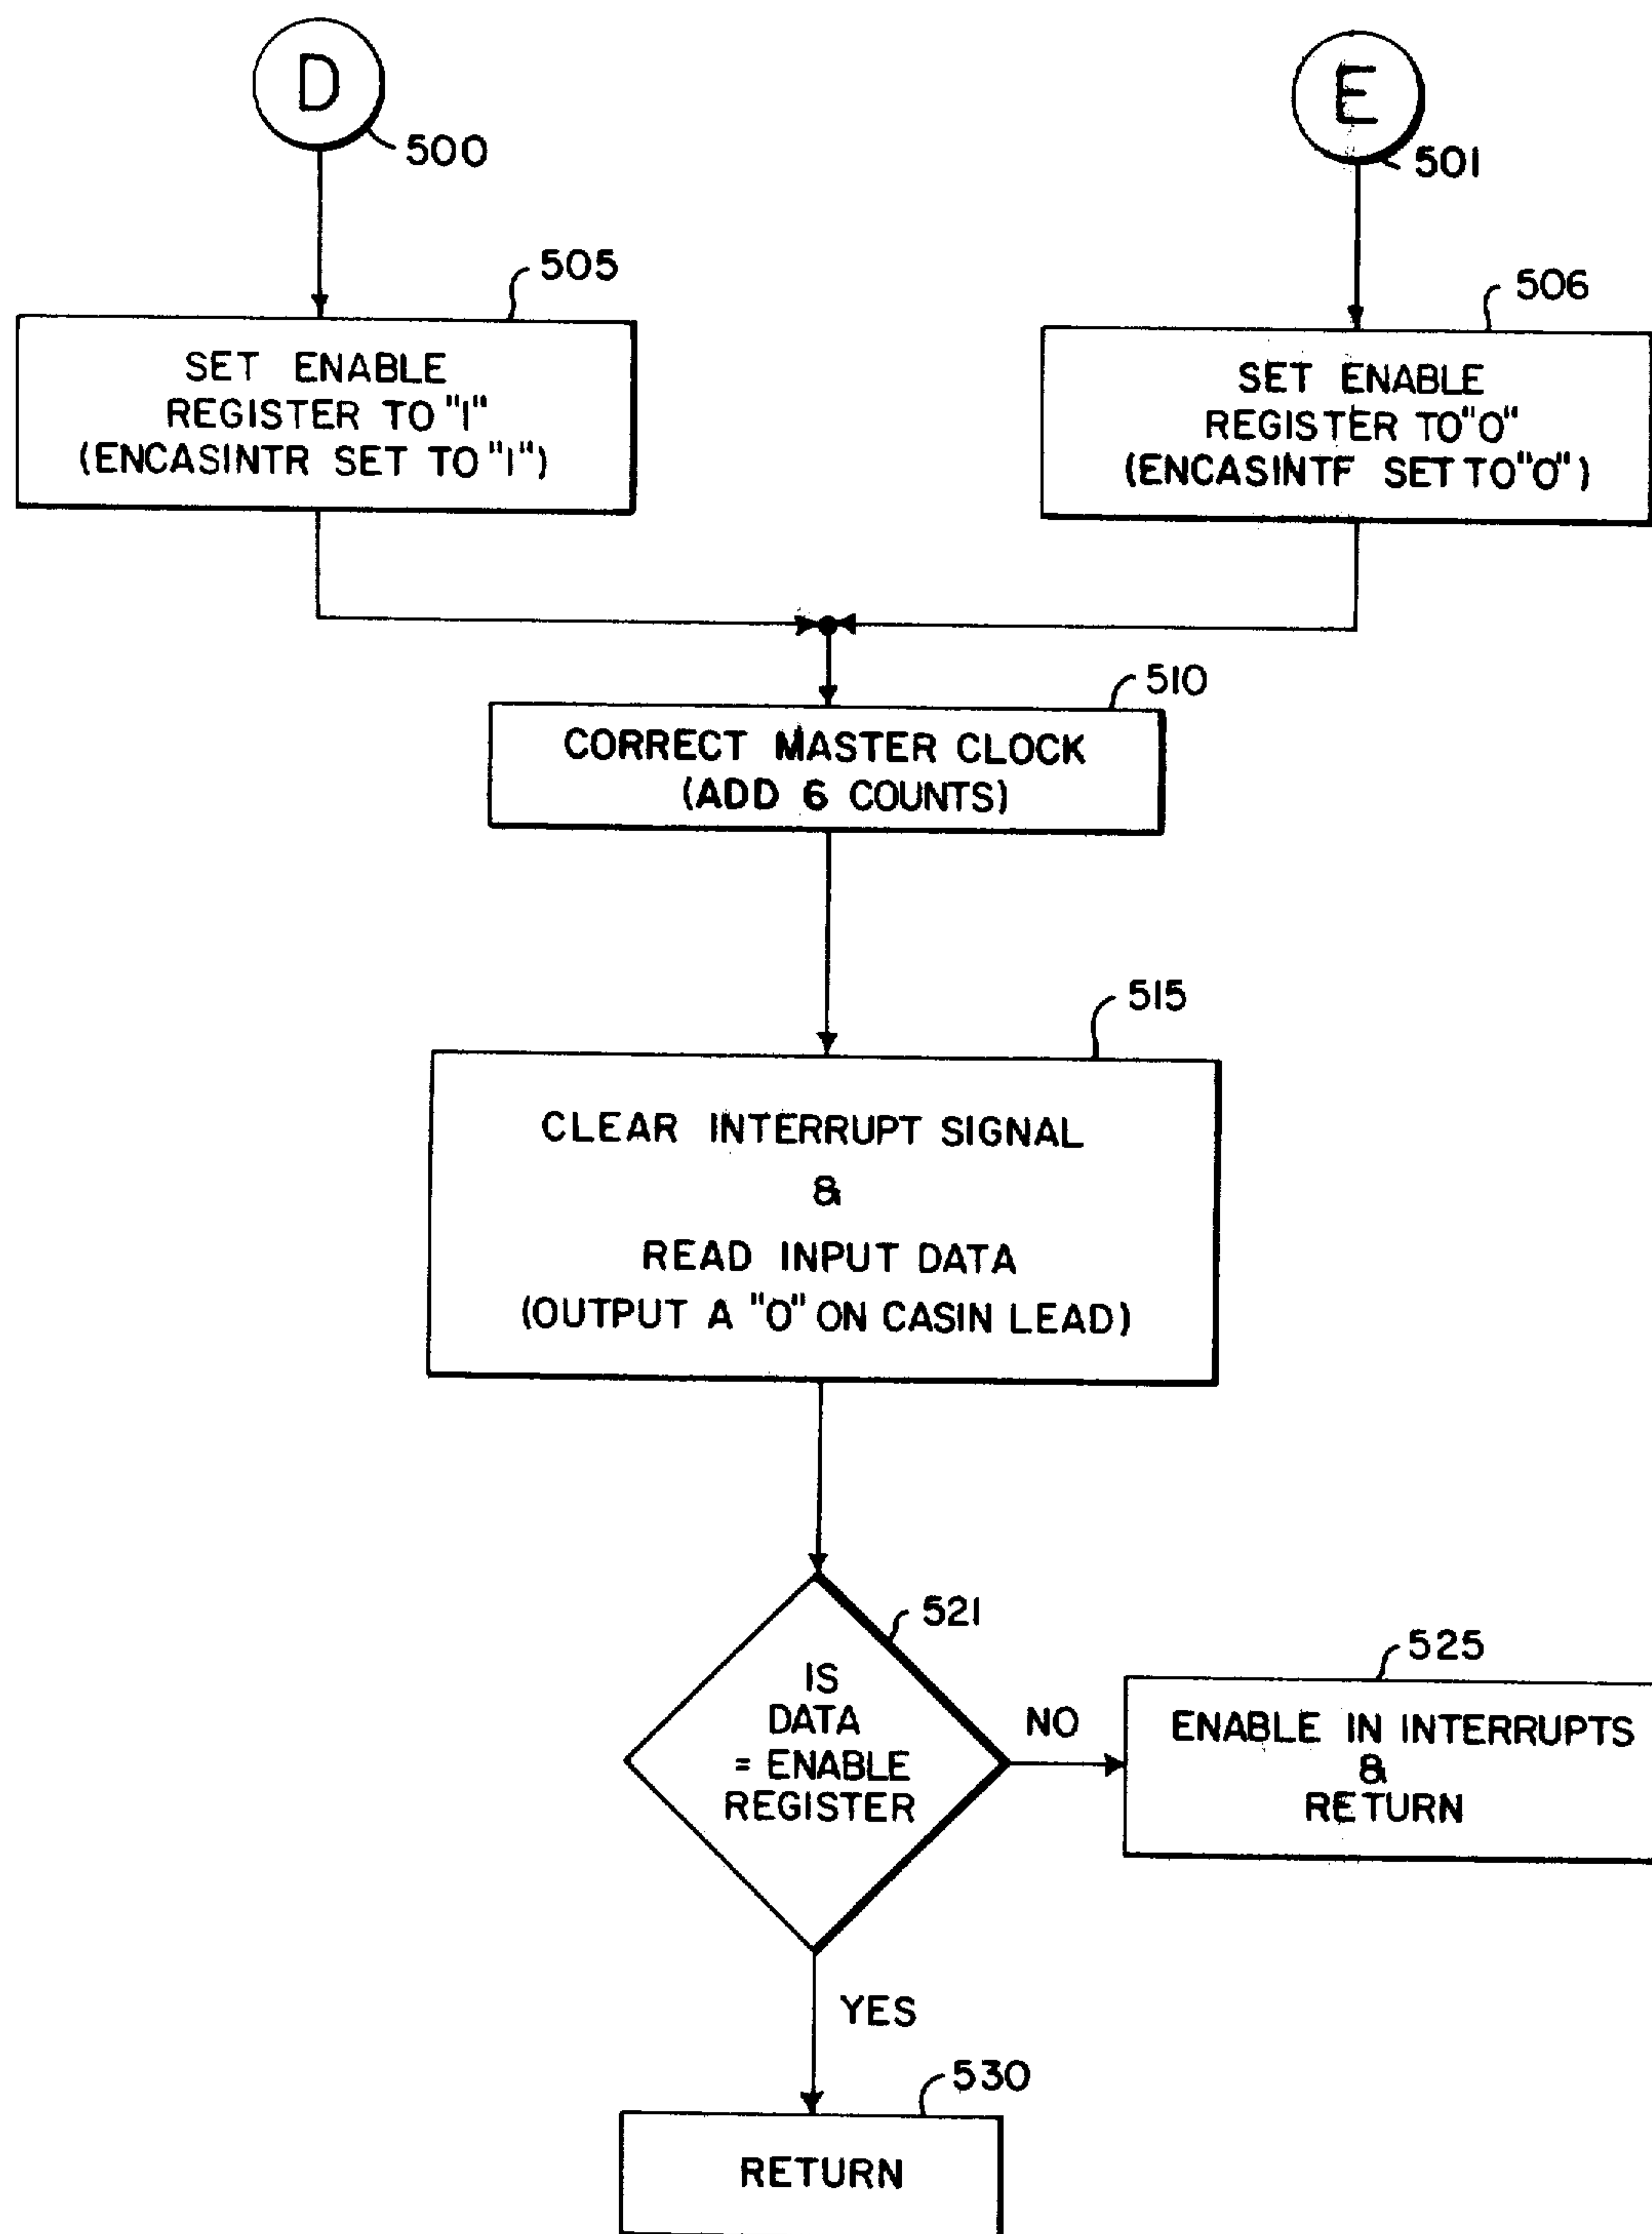 D
500
E
501
505
SET ENABLE
REGISTER TO "1"
(ENCASINTR SET TO "1")
506
SET ENABLE
REGISTER TO "0"
(ENCASINTF SET TO "0")
510
CORRECT MASTER CLOCK
(ADD 6 COUNTS)
515
CLEAR INTERRUPT SIGNAL
&
READ INPUT DATA
(OUTPUT A "0" ON CASIN LEAD)
521
IS
DATA
= ENABLE
REGISTER
NO
525
ENABLE IN INTERRUPTS
&
RETURN
YES
530
RETURN